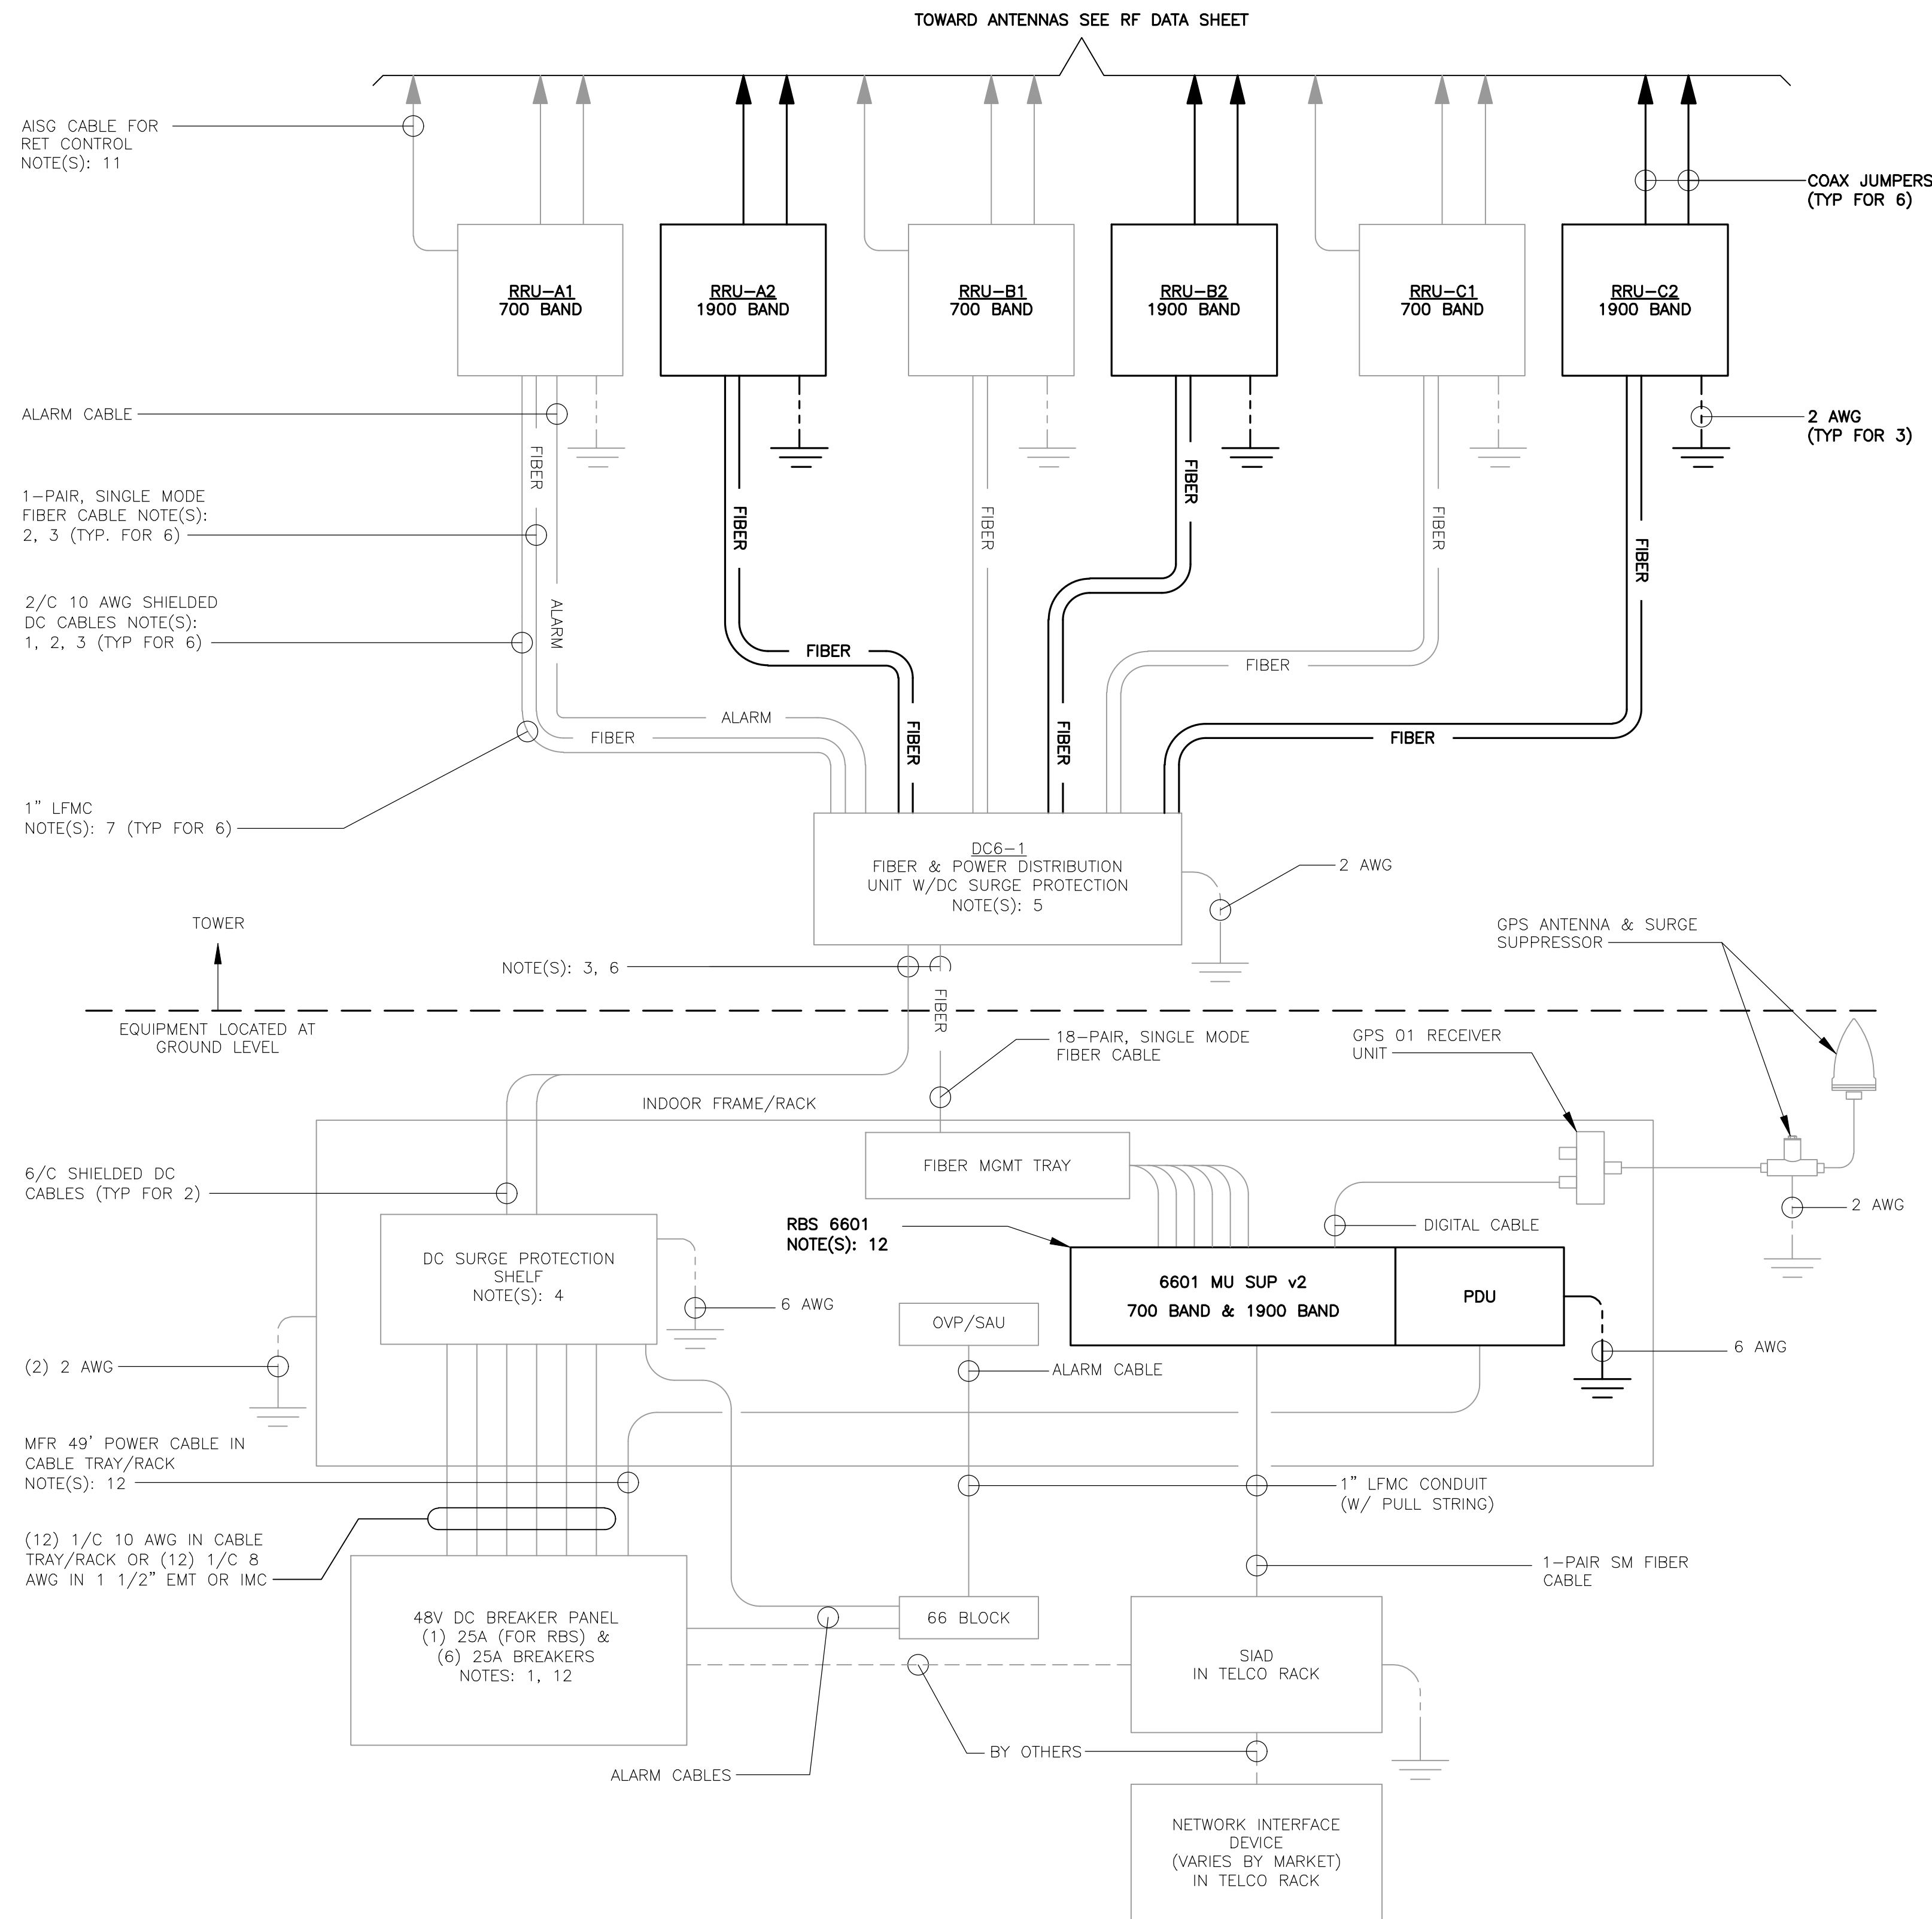 TOWARD ANTENNAS SEE RF DATA SHEET
AISG CABLE FOR
RET CONTROL
NOTE(S): 11
COAX JUMPERS
(TYP FOR 6)
RRU-A1
700 BAND
RRU-A2
1900 BAND
RRU-B1
700 BAND
RRU-B2
1900 BAND
RRU-C1
700 BAND
RRU-C2
1900 BAND
ALARM CABLE
2 AWG
(TYP FOR 3)
FIBER
FIBER
FIBER
FIBER
FIBER
FIBER
1-PAIR, SINGLE MODE
FIBER CABLE NOTE(S):
2, 3 (TYP. FOR 6)
2/C 10 AWG SHIELDED
DC CABLES NOTE(S):
1, 2, 3 (TYP FOR 6)
ALARM
FIBER
FIBER
ALARM
FIBER
FIBER
FIBER
FIBER
1" LFMC
NOTE(S): 7 (TYP FOR 6)
DC6-1
FIBER & POWER DISTRIBUTION
UNIT W/DC SURGE PROTECTION
NOTE(S): 5
2 AWG
TOWER
GPS ANTENNA & SURGE
SUPPRESSOR
NOTE(S): 3, 6
FIBER
EQUIPMENT LOCATED AT
GROUND LEVEL
18-PAIR, SINGLE MODE
FIBER CABLE
GPS 01 RECEIVER
UNIT
INDOOR FRAME/RACK
6/C SHIELDED DC
CABLES (TYP FOR 2)
FIBER MGMT TRAY
2 AWG
RBS 6601
NOTE(S): 12
DIGITAL CABLE
DC SURGE PROTECTION
SHELF
NOTE(S): 4
6601 MU SUP v2
700 BAND & 1900 BAND
PDU
6 AWG
OVP/SAU
6 AWG
(2) 2 AWG
ALARM CABLE
MFR 49' POWER CABLE IN
CABLE TRAY/RACK
NOTE(S): 12
1" LFMC CONDUIT
(W/ PULL STRING)
(12) 1/C 10 AWG IN CABLE
TRAY/RACK OR (12) 1/C 8
AWG IN 1 1/2" EMT OR IMC
1-PAIR SM FIBER
CABLE
48V DC BREAKER PANEL
(1) 25A (FOR RBS) &
(6) 25A BREAKERS
NOTES: 1, 12
66 BLOCK
SIAD
IN TELCO RACK
BY OTHERS
ALARM CABLES
NETWORK INTERFACE
DEVICE
(VARIES BY MARKET)
IN TELCO RACK